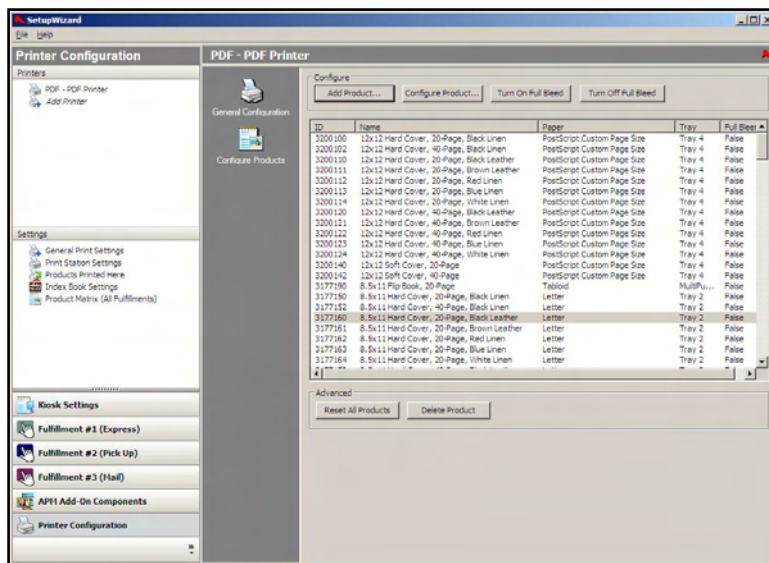 SetupWizard
File Help
Printer Configuration
PDF - PDF Printer
Printers
PDF - PDF Printer
Add Printer
Settings
General Print Settings
Print Station Settings
Products Printed Here
Index Book Settings
Product Matrix (All Fulfillments)
Kiosk Settings
Fulfillment #1 (Express)
Fulfillment #2 (Pick Up)
Fulfillment #3 (Mail)
APM Add-On Components
Printer Configuration
General Configuration
Configure Products
Configure
Add Product... Configure Product... Turn On Full Bleed Turn Off Full Bleed
ID Name Paper Tray Full Blee
3200100 12x12 Hard Cover, 20-Page, Black Linen PostScript Custom Page Size Tray 4 False
3200102 12x12 Hard Cover, 40-Page, Black Linen PostScript Custom Page Size Tray 4 False
3200110 12x12 Hard Cover, 20-Page, Black Leather PostScript Custom Page Size Tray 4 False
3200111 12x12 Hard Cover, 20-Page, Brown Leather PostScript Custom Page Size Tray 4 False
3200112 12x12 Hard Cover, 20-Page, Red Linen PostScript Custom Page Size Tray 4 False
3200113 12x12 Hard Cover, 20-Page, Blue Linen PostScript Custom Page Size Tray 4 False
3200114 12x12 Hard Cover, 20-Page, White Linen PostScript Custom Page Size Tray 4 False
3200120 12x12 Hard Cover, 40-Page, Black Leather PostScript Custom Page Size Tray 4 False
3200121 12x12 Hard Cover, 40-Page, Brown Leather PostScript Custom Page Size Tray 4 False
3200122 12x12 Hard Cover, 40-Page, Red Linen PostScript Custom Page Size Tray 4 False
3200123 12x12 Hard Cover, 40-Page, Blue Linen PostScript Custom Page Size Tray 4 False
3200124 12x12 Hard Cover, 40-Page, White Linen PostScript Custom Page Size Tray 4 False
3200140 12x12 Soft Cover, 20-Page PostScript Custom Page Size Tray 4 False
3200142 12x12 Soft Cover, 40-Page PostScript Custom Page Size Tray 4 False
3177190 8.5x11 Flip Book, 20-Page Tabloid MultiPu... False
3177150 8.5x11 Hard Cover, 20-Page, Black Linen Letter Tray 2 False
3177152 8.5x11 Hard Cover, 40-Page, Black Linen Letter Tray 2 False
3177160 8.5x11 Hard Cover, 20-Page, Black Leather Letter Tray 2 False
3177161 8.5x11 Hard Cover, 20-Page, Brown Leather Letter Tray 2 False
3177162 8.5x11 Hard Cover, 20-Page, Red Linen Letter Tray 2 False
3177163 8.5x11 Hard Cover, 20-Page, Blue Linen Letter Tray 2 False
3177164 8.5x11 Hard Cover, 20-Page, White Linen Letter Tray 2 False
Advanced
Reset All Products Delete Product